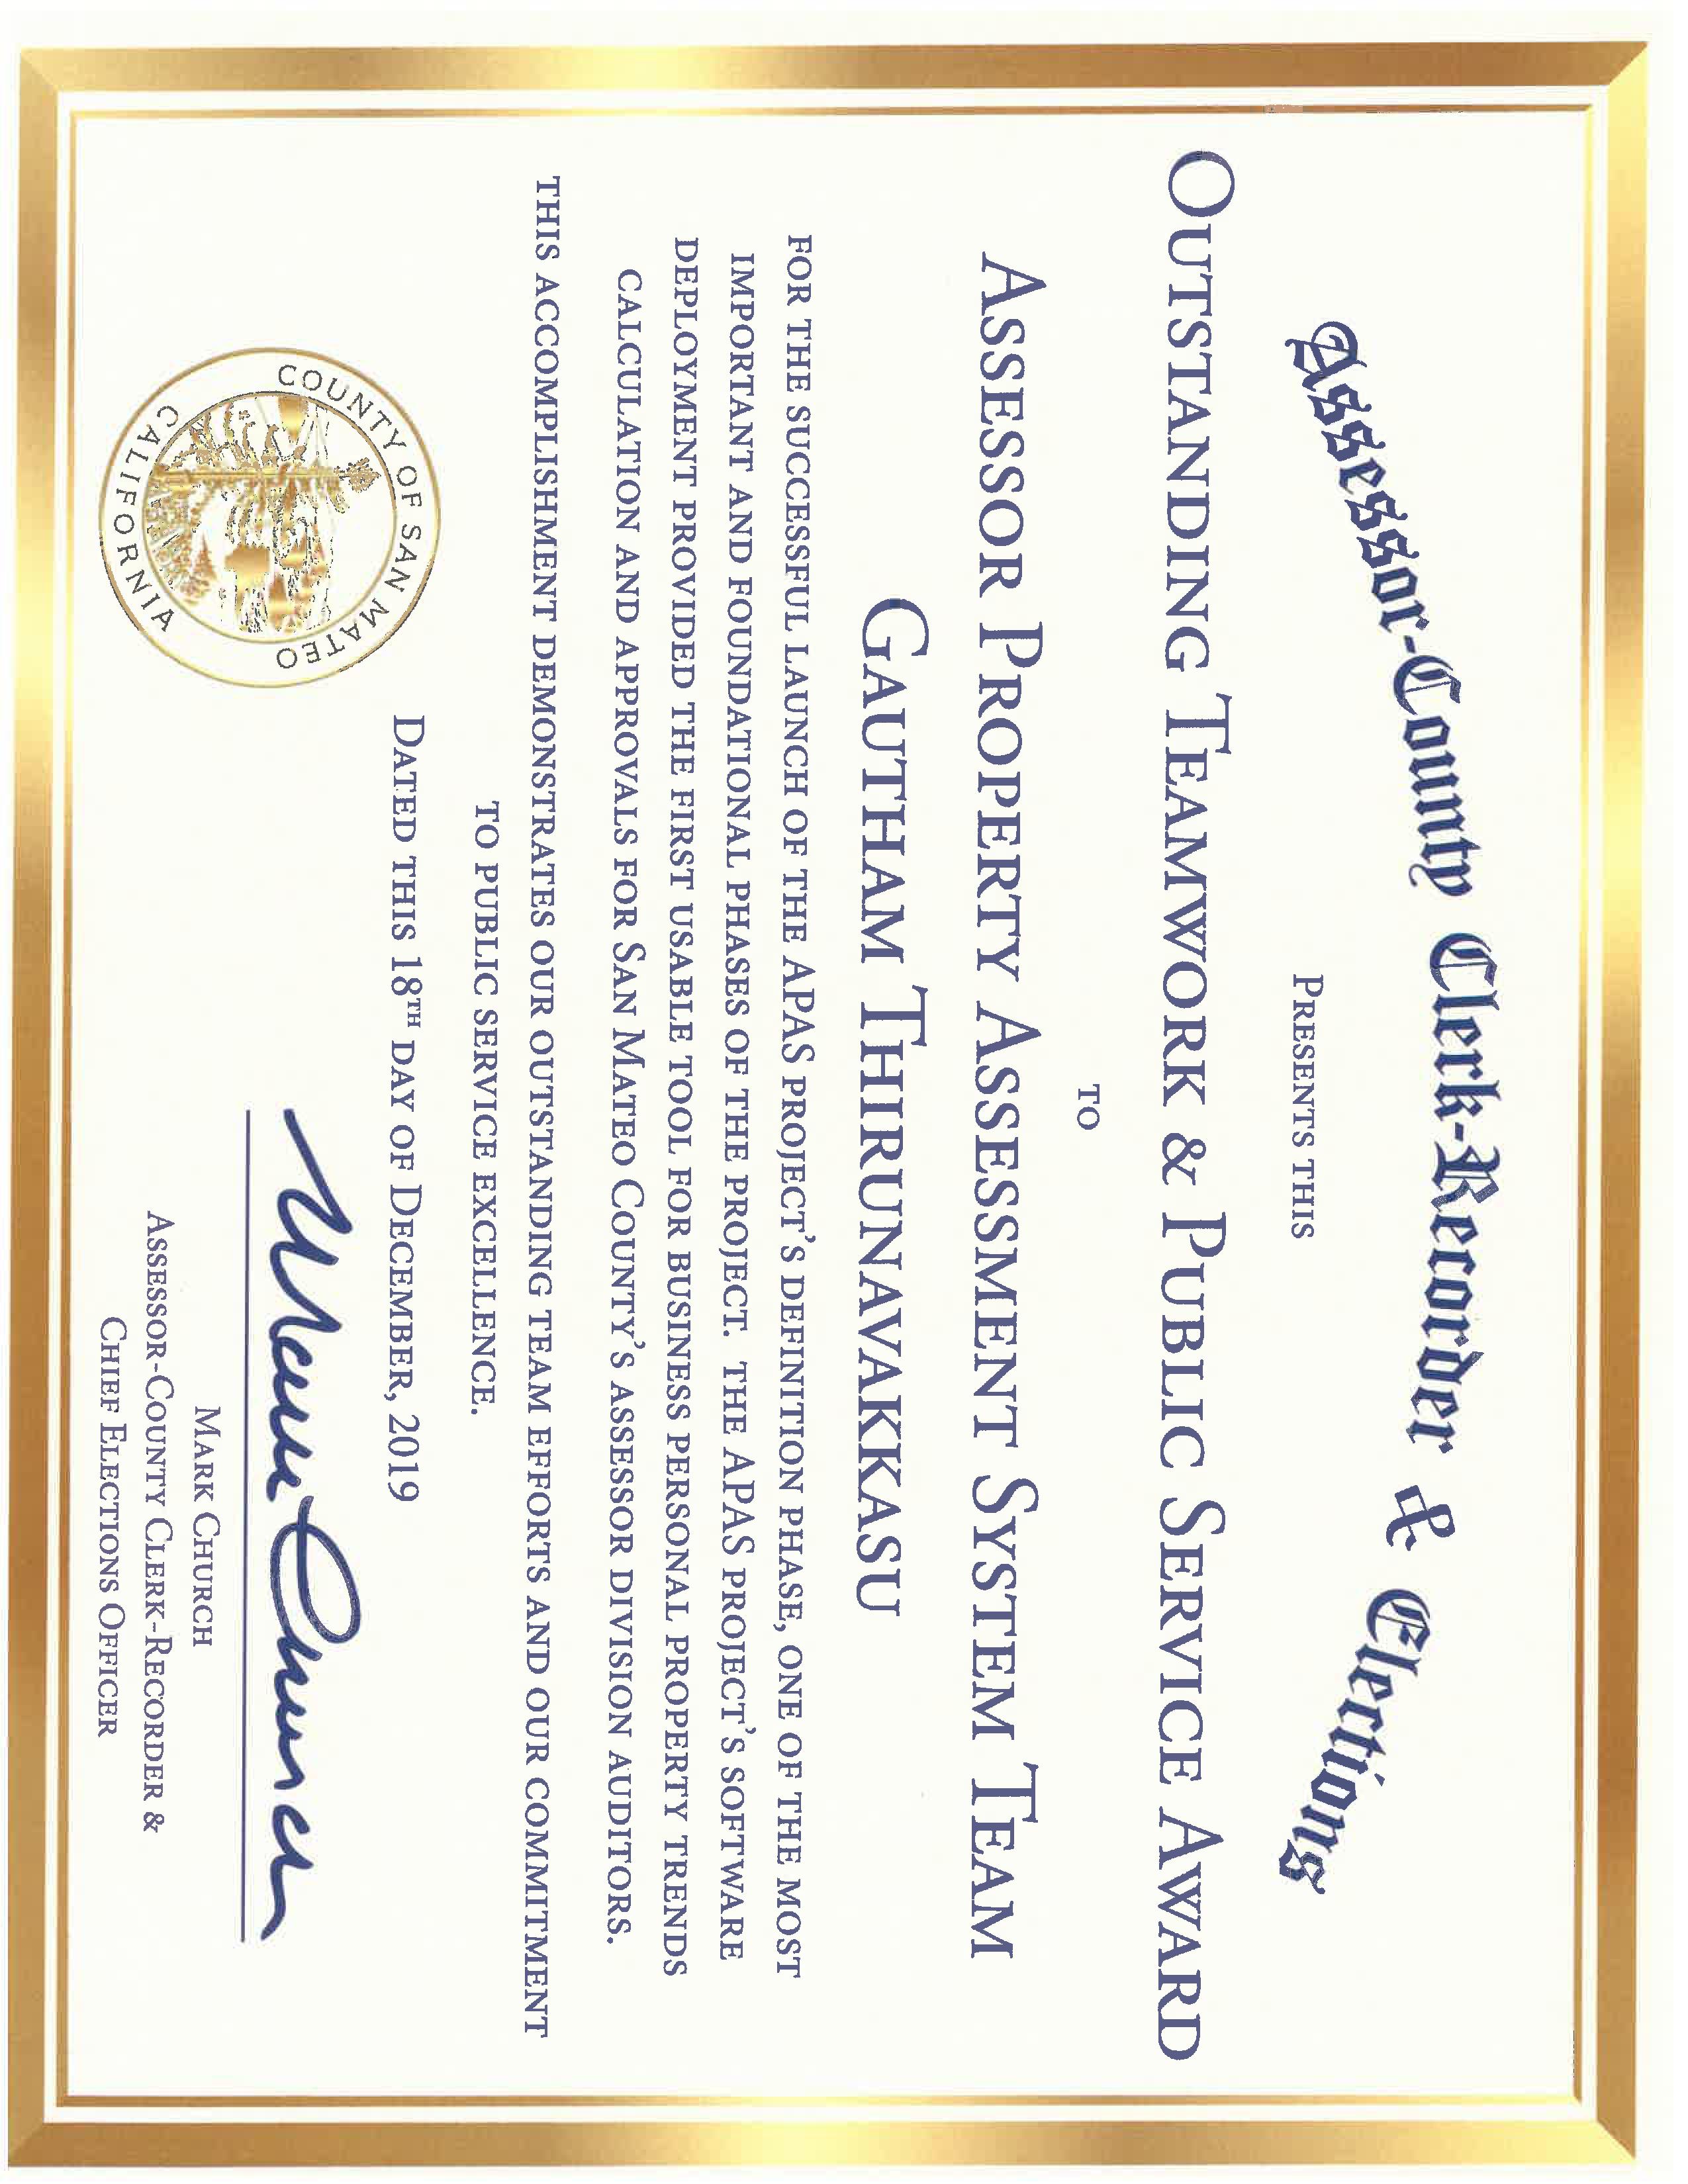 Assessor-County Clerk-Recorder & Elections
PRESENTS THIS
OUTSTANDING TEAMWORK & PUBLIC SERVICE AWARD
TO
ASSESSOR PROPERTY ASSESSMENT SYSTEM TEAM
GAUTHAM THIRUNAVAKKASU
FOR THE SUCCESSFUL LAUNCH OF THE APAS PROJECT'S DEFINITION PHASE, ONE OF THE MOST
IMPORTANT AND FOUNDATIONAL PHASES OF THE PROJECT. THE APAS PROJECT'S SOFTWARE
DEPLOYMENT PROVIDED THE FIRST USABLE TOOL FOR BUSINESS PERSONAL PROPERTY TRENDS
CALCULATION AND APPROVALS FOR SAN MATEO COUNTY'S ASSESSOR DIVISION AUDITORS.
THIS ACCOMPLISHMENT DEMONSTRATES OUR OUTSTANDING TEAM EFFORTS AND OUR COMMITMENT
TO PUBLIC SERVICE EXCELLENCE.
DATED THIS 18TH DAY OF DECEMBER, 2019
COUNTY OF SAN MATEO
CALIFORNIA
MARK CHURCH
ASSESSOR-COUNTY CLERK-RECORDER &
CHIEF ELECTIONS OFFICER